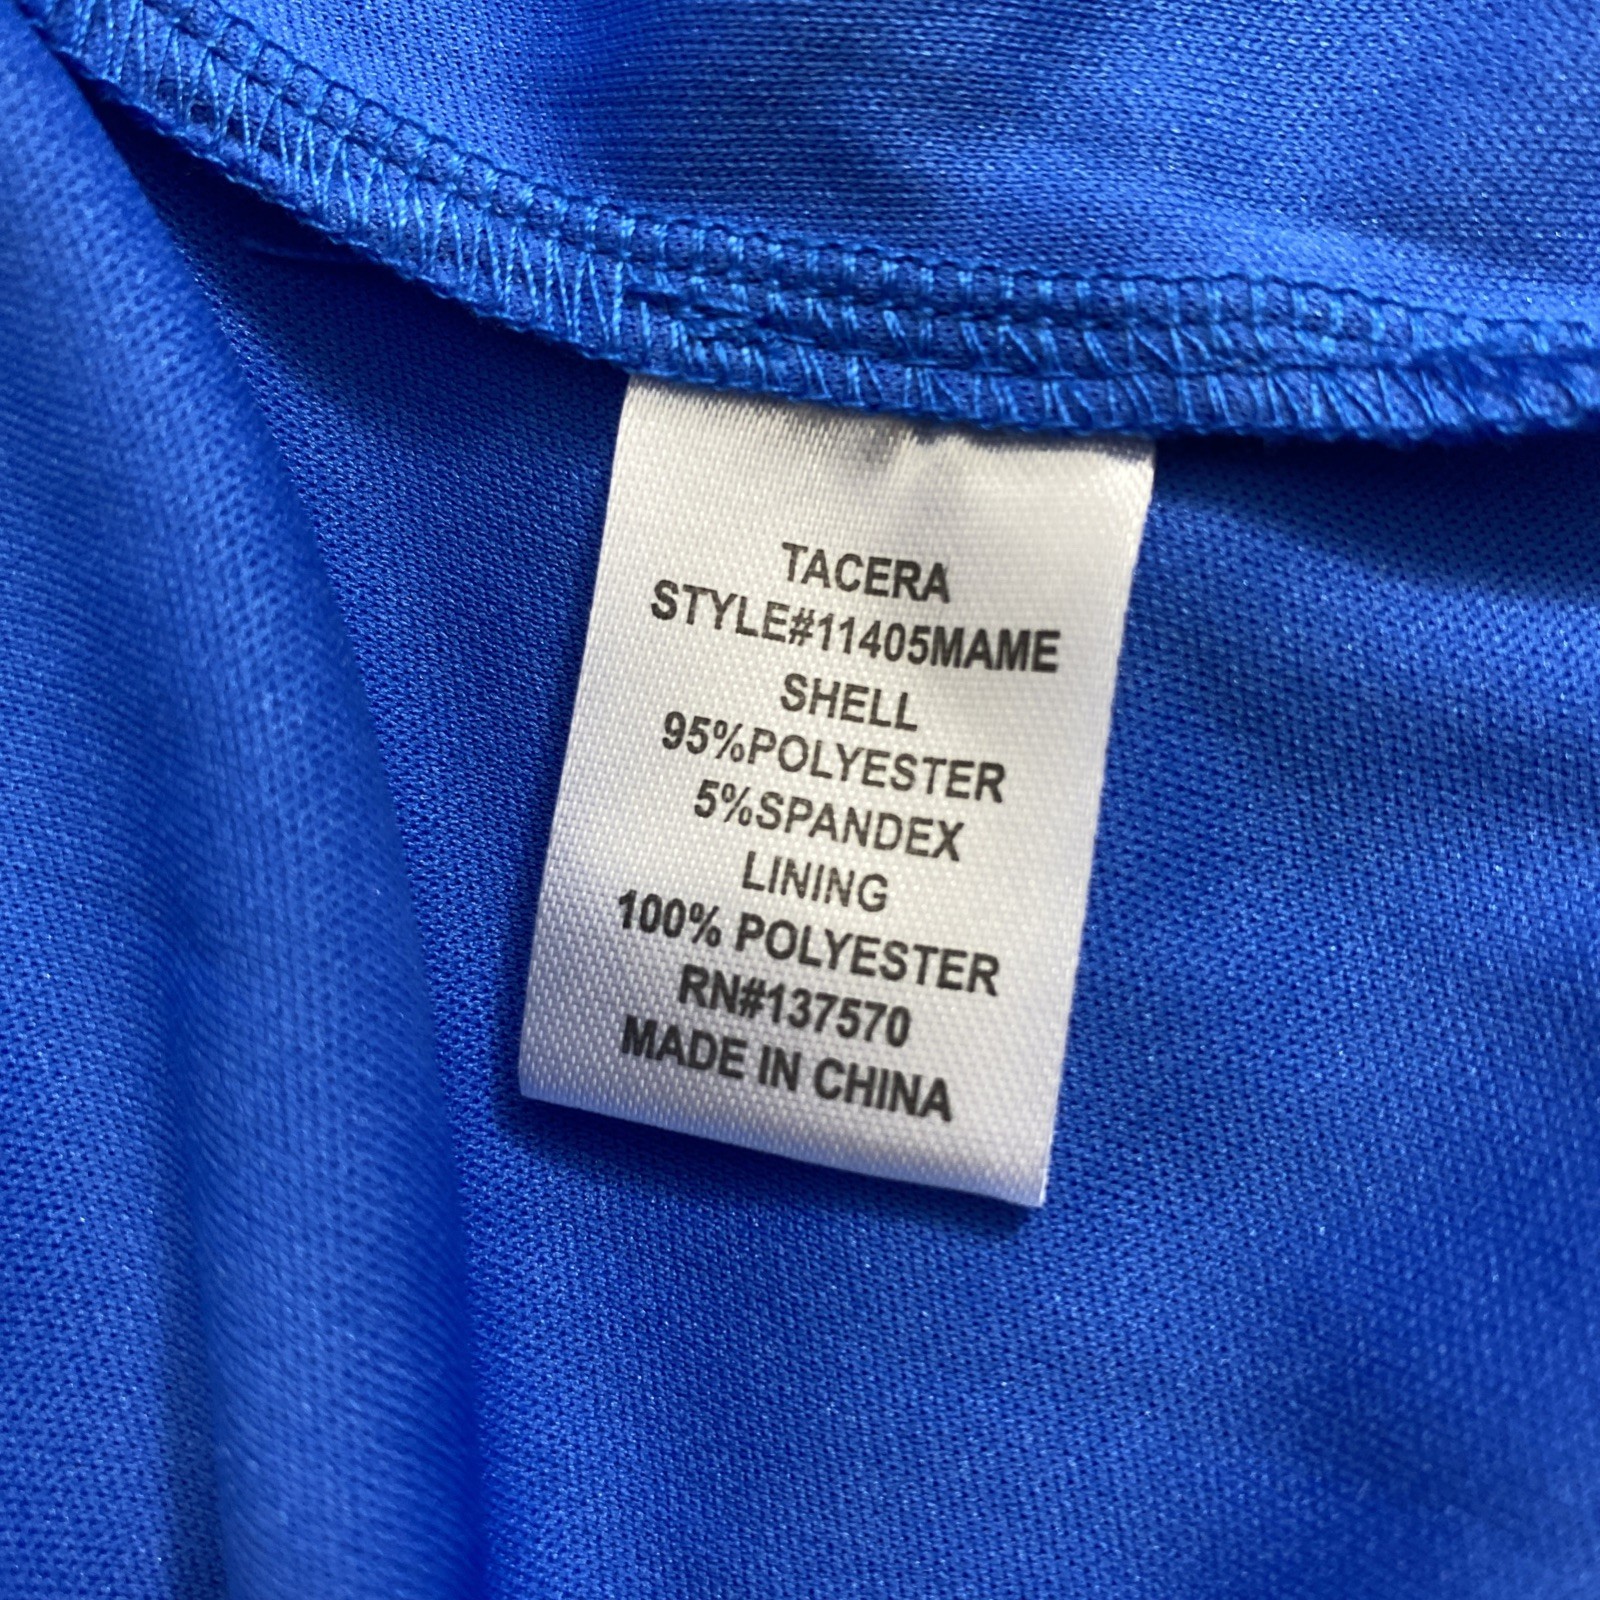 TACERA
STYLE#11405MAME
SHELL
95%POLYESTER
5%SPANDEX
LINING
100% POLYESTER
RN#137570
MADE IN CHINA